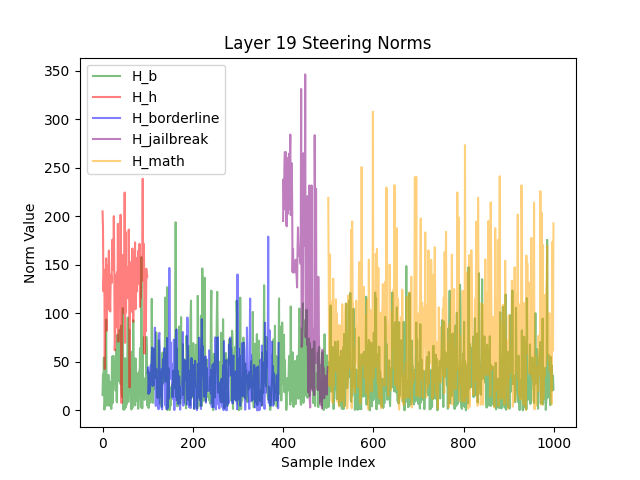 Layer 19 Steering Norms
H_b
H_h
H_borderline
H_jailbreak
H_math
Norm Value
350
300
250
200
150
100
50
0
0
200
400
600
800
1000
Sample Index